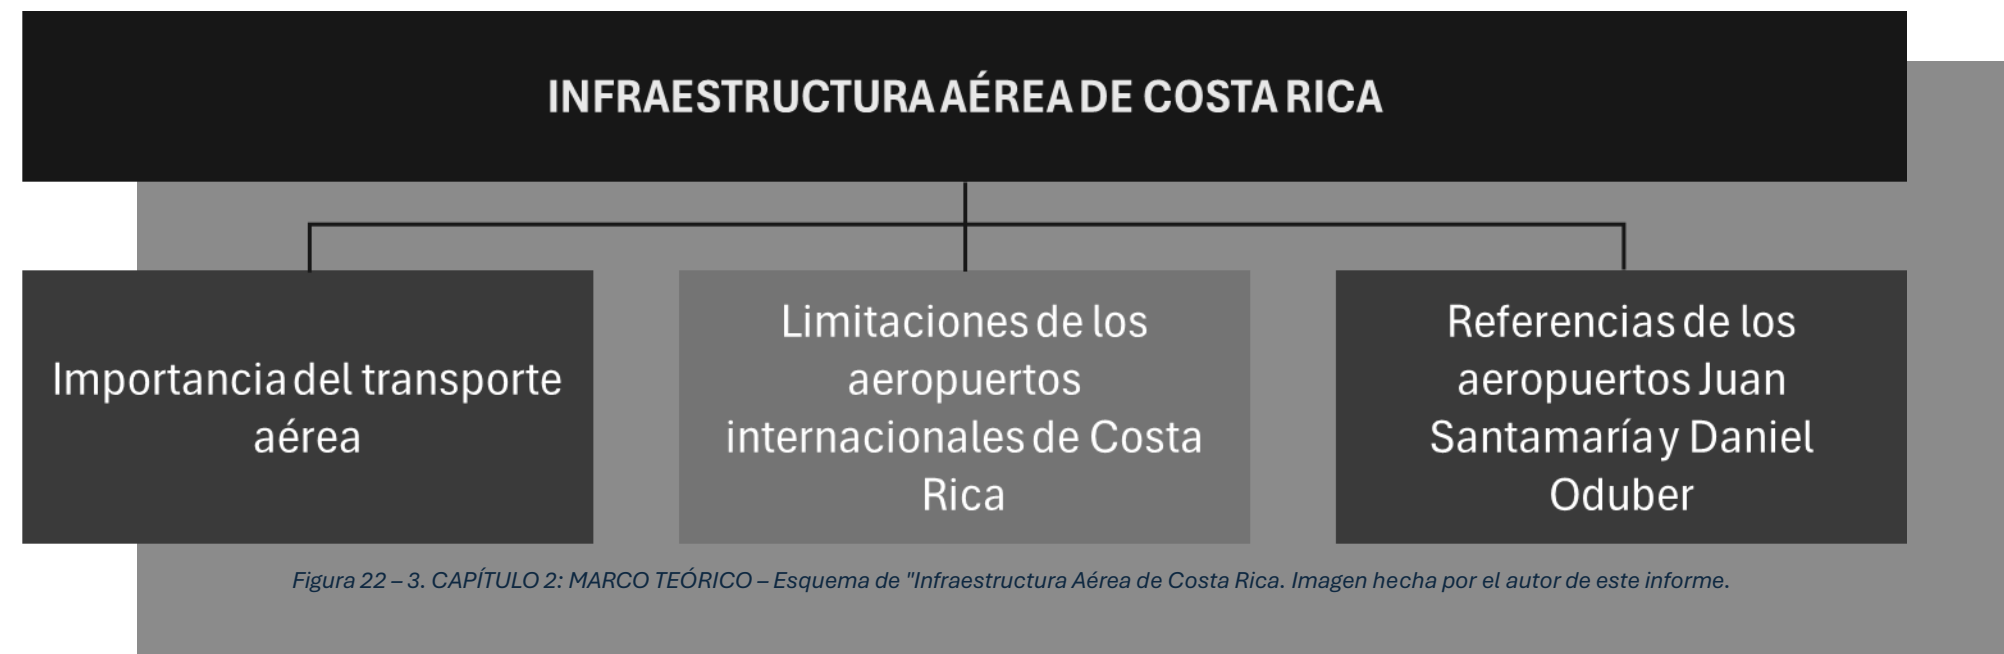 INFRAESTRUCTURA AÉREA DE COSTA RICA
Importancia del transporte
aérea
Limitaciones de los
aeropuertos
internacionales de Costa
Rica
Referencias de los
aeropuertos Juan
Santamaría y Daniel
Oduber
Figura 22 – 3. CAPÍTULO 2: MARCO TEÓRICO – Esquema de "Infraestructura Aérea de Costa Rica. Imagen hecha por el autor de este informe.